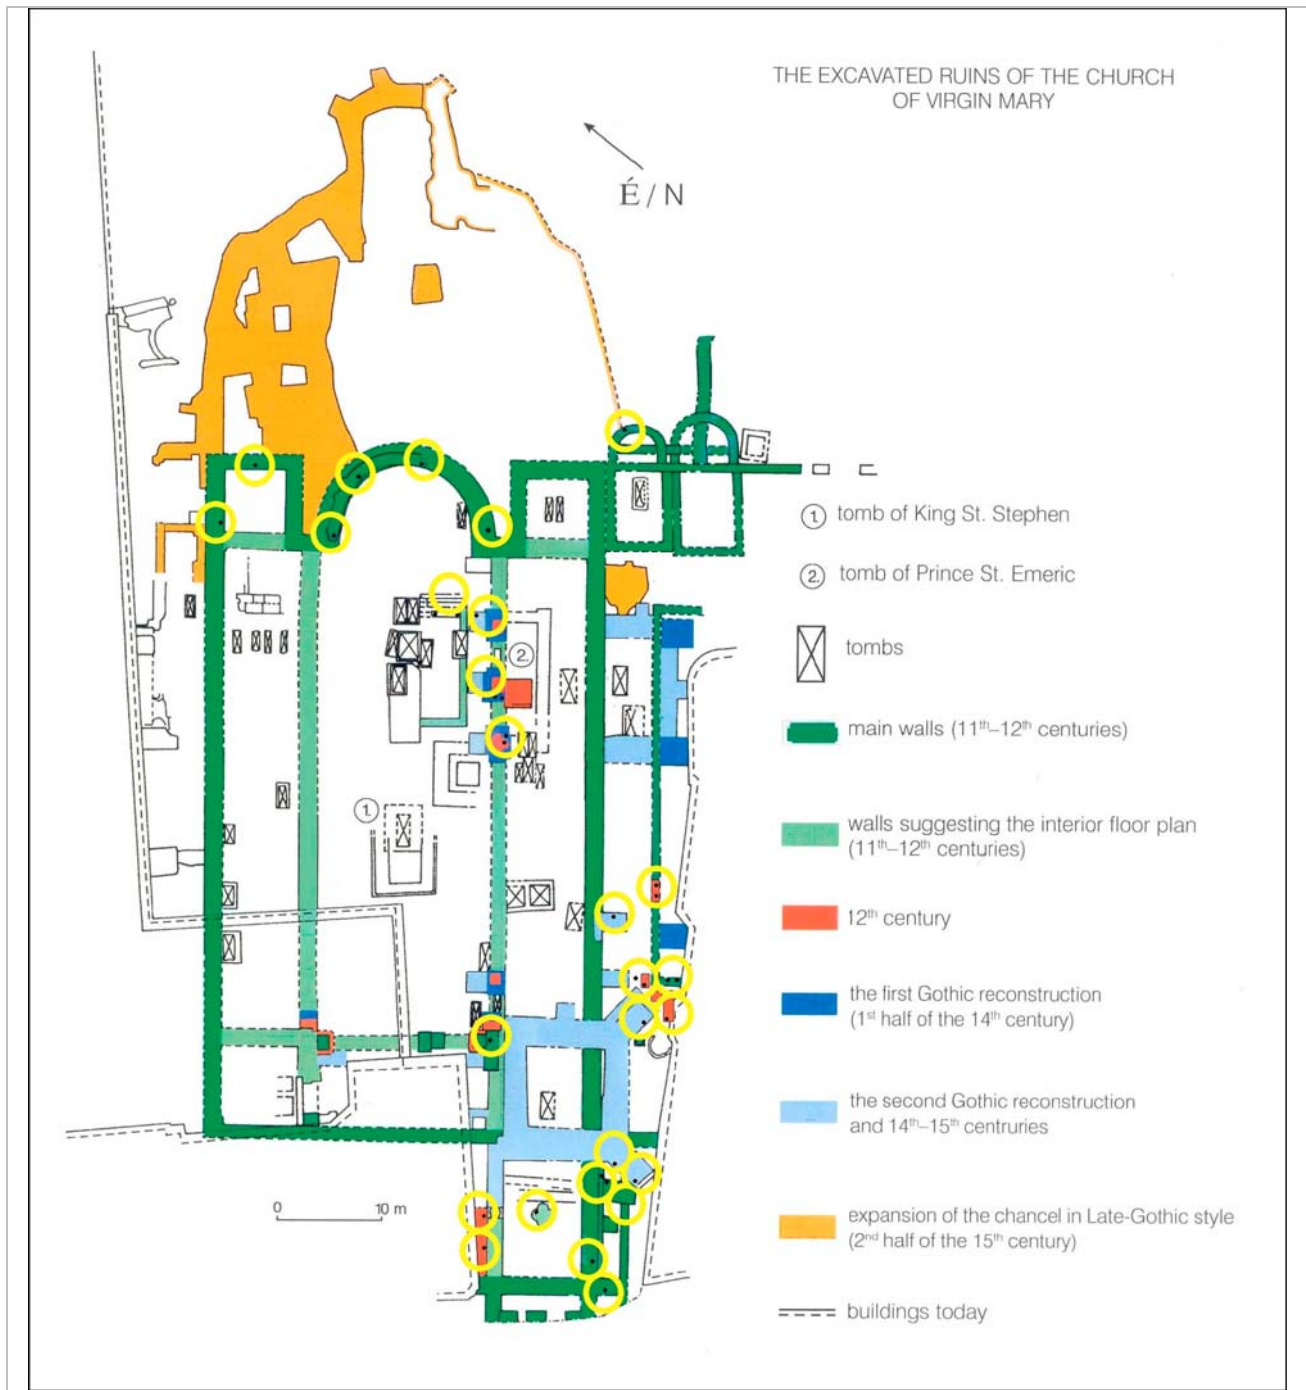 THE EXCAVATED RUINS OF THE CHURCH
OF VIRGIN MARY
É / N
1. tomb of King St. Stephen
2. tomb of Prince St. Emeric
tombs
2.
main walls (11th–12th centuries)
1.
walls suggesting the interior floor plan
(11th–12th centuries)
12th century
the first Gothic reconstruction
(1st half of the 14th century)
the second Gothic reconstruction
and 14th–15th centruries
0 10 m
expansion of the chancel in Late-Gothic style
(2nd half of the 15th century)
buildings today